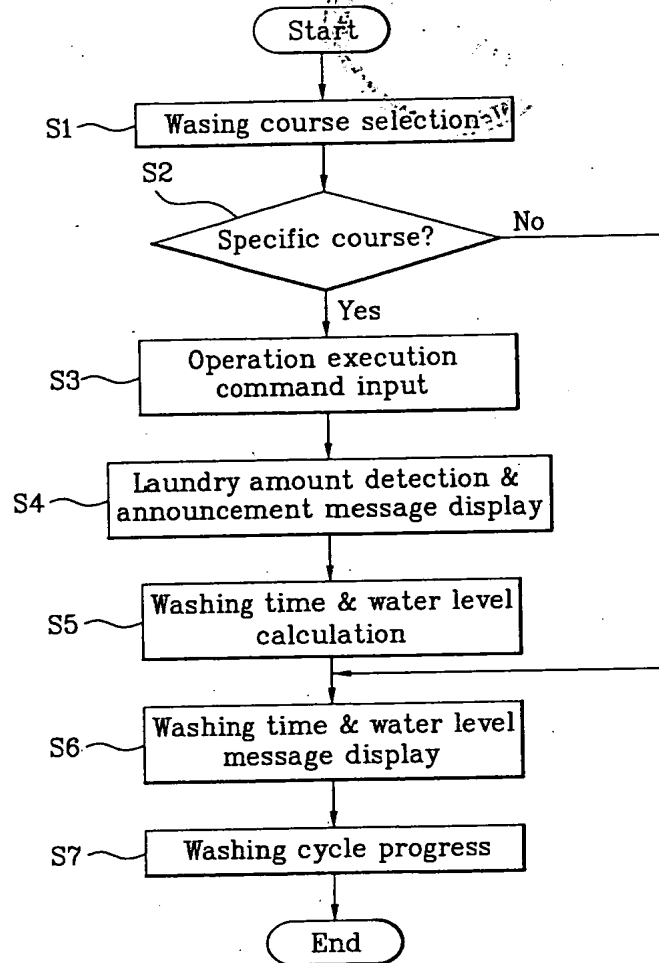 Start
S1
Wasing course selection
S2
Specific course?
No
Yes
S3
Operation execution
command input
S4
Laundry amount detection &
announcement message display
S5
Washing time & water level
calculation
S6
Washing time & water level
message display
S7
Washing cycle progress
End